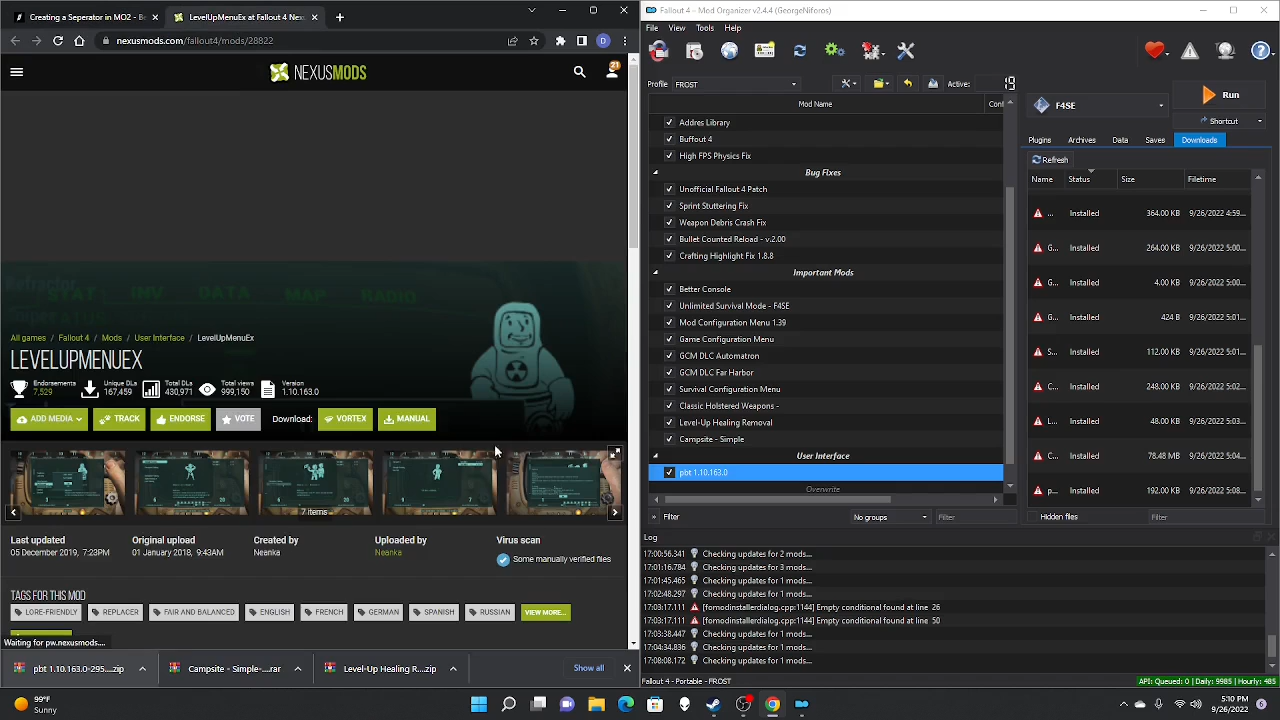 Starting a server in 1002 - B
LevelUpMenuEx at Fallout 4 Nex
nexusmods.com/fallout4/mods/28822
D
NEXUSMODS
21
STAT INV DATA MAP RADIO
All games / Fallout 4 / Mods / User Interface / LevelUpMenuEx
LEVELUPMENUEX
Endorsements
7,529
Unique DLs
167,459
Total DLs
430,971
Total views
999,150
Version
1.10.163.0
ADD MEDIA
TRACK
ENDORSE
VOTE
Download:
VORTEX
MANUAL
7 items
Last updated
05 December 2019, 7:23PM
Original upload
01 January 2018, 9:43AM
Created by
Neanka
Uploaded by
Neanka
Virus scan
Some manually verified files
TAGS FOR THIS MOD
LORE-FRIENDLY
REPLACER
FAIR AND BALANCED
ENGLISH
FRENCH
GERMAN
SPANISH
RUSSIAN
VIEW MORE...
Waiting for pw.nexusmods....
pbt 1.10.163.0-295....zip
Campsite - Simple-....rar
Level-Up Healing R....zip
Show all
Fallout 4 - Mod Organizer v2.4.4 (GeorgeNiforos)
File View Tools Help
Profile FROST
Active: 19
Mod Name
Conf
Addres Library
Buffout 4
High FPS Physics Fix
Bug Fixes
Unofficial Fallout 4 Patch
Sprint Stuttering Fix
Weapon Debris Crash Fix
Bullet Counted Reload - v.2.00
Crafting Highlight Fix 1.8.8
Important Mods
Better Console
Unlimited Survival Mode - F4SE
Mod Configuration Menu 1.39
Game Configuration Menu
GCM DLC Automatron
GCM DLC Far Harbor
Survival Configuration Menu
Classic Holstered Weapons -
Level-Up Healing Removal
Campsite - Simple
User Interface
pbt 1.10.163.0
Overwrite
» Filter
No groups
Filter
F4SE
Run
Shortcut
Plugins Archives Data Saves Downloads
Refresh
Name Status Size Filetime
... Installed 364.00 KB 9/26/2022 4:59...
G... Installed 264.00 KB 9/26/2022 5:00...
G... Installed 4.00 KB 9/26/2022 5:00...
G... Installed 424 B 9/26/2022 5:01...
S... Installed 112.00 KB 9/26/2022 5:01...
C... Installed 248.00 KB 9/26/2022 5:02...
L... Installed 48.00 KB 9/26/2022 5:03...
C... Installed 78.48 MB 9/26/2022 5:04...
p... Installed 192.00 KB 9/26/2022 5:08...
Hidden files
Filter
Log
17:00:56.341 Checking updates for 2 mods...
17:01:16.784 Checking updates for 3 mods...
17:01:45.465 Checking updates for 1 mods...
17:02:48.297 Checking updates for 1 mods...
17:03:17.111 [fomodinstallerdialog.cpp:1144] Empty conditional found at line 26
17:03:17.111 [fomodinstallerdialog.cpp:1144] Empty conditional found at line 50
17:03:38.447 Checking updates for 1 mods...
17:04:34.836 Checking updates for 1 mods...
17:08:08.172 Checking updates for 1 mods...
Fallout 4 - Portable - FROST
API: Queued: 0 | Daily: 9985 | Hourly: 485
99°F
Sunny
5:10 PM
9/26/2022